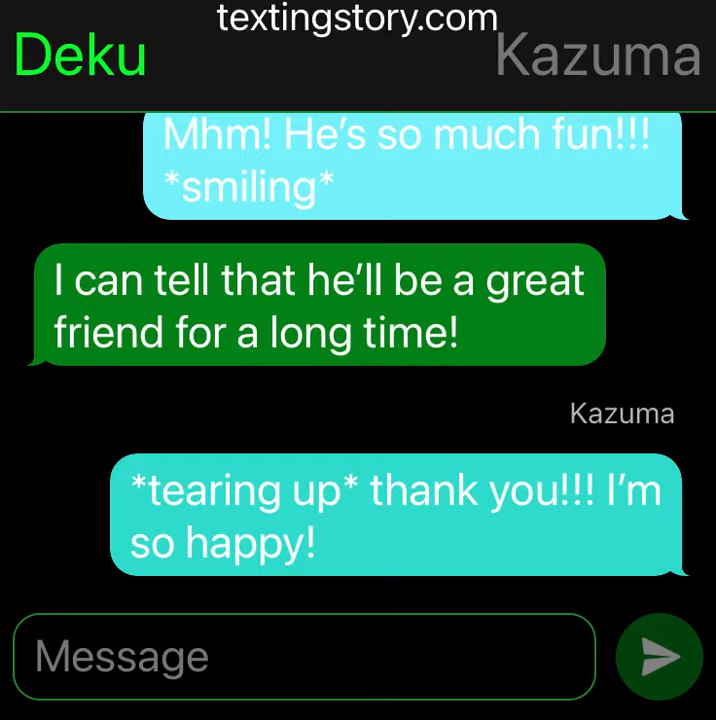 textingstory.com
Deku
Kazuma
Mhm! He’s so much fun!!!
*smiling*
I can tell that he’ll be a great
friend for a long time!
Kazuma
*tearing up* thank you!!! I’m
so happy!
Message